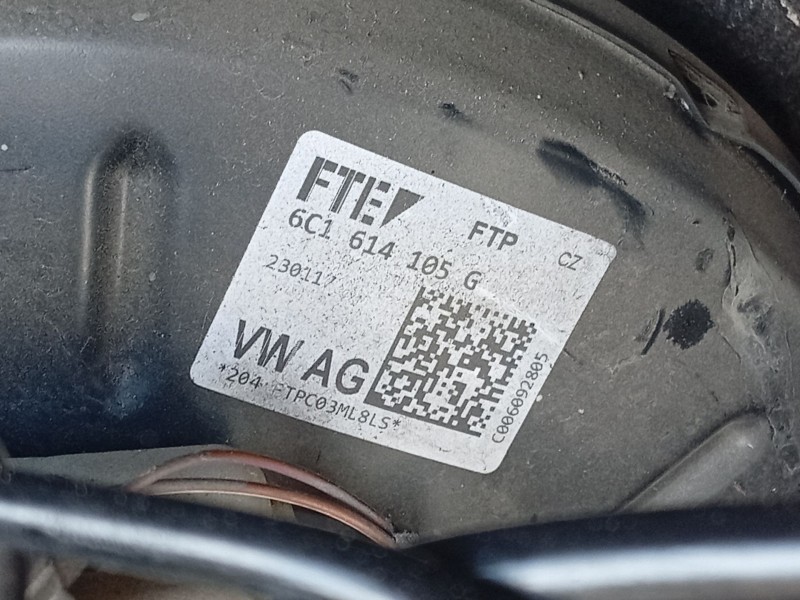 FTE
FTP CZ
6C1 614 105 G
230117
VW AG
*204 FTPC03ML8LS*
C006092805